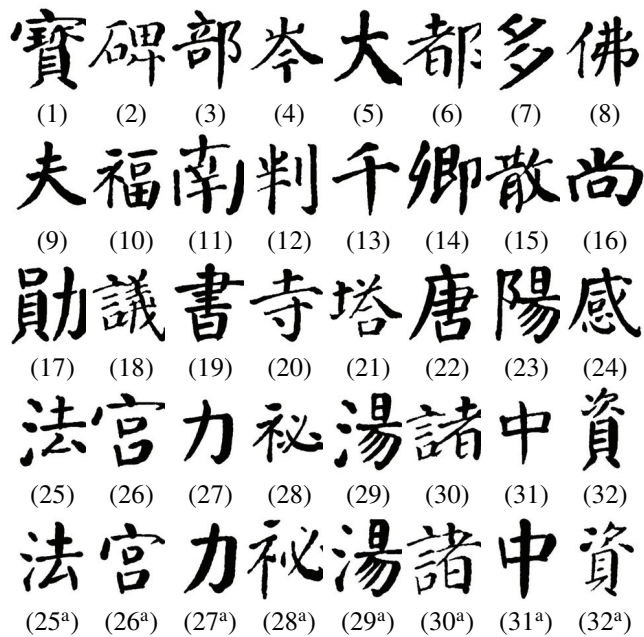 寶 碑 部 岑 大 都 多 佛
(1) (2) (3) (4) (5) (6) (7) (8)
夫 福 南 判 千 卿 散 尚
(9) (10) (11) (12) (13) (14) (15) (16)
勛 議 書 寺 塔 唐 陽 感
(17) (18) (19) (20) (21) (22) (23) (24)
法 宫 力 祕 湯 諸 中 資
(25) (26) (27) (28) (29) (30) (31) (32)
法 宫 力 祕 湯 諸 中 資
(25ᵃ) (26ᵃ) (27ᵃ) (28ᵃ) (29ᵃ) (30ᵃ) (31ᵃ) (32ᵃ)